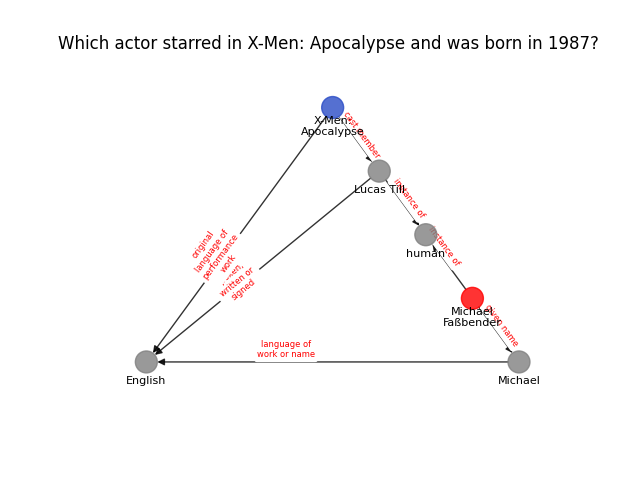 Which actor starred in X-Men: Apocalypse and was born in 1987?
X-Men:
Apocalypse
cast member
Lucas Till
instance of
human
instance of
Michael
Faßbender
given name
original
language of
performance
work
written or
signed
language of
work or name
English
Michael